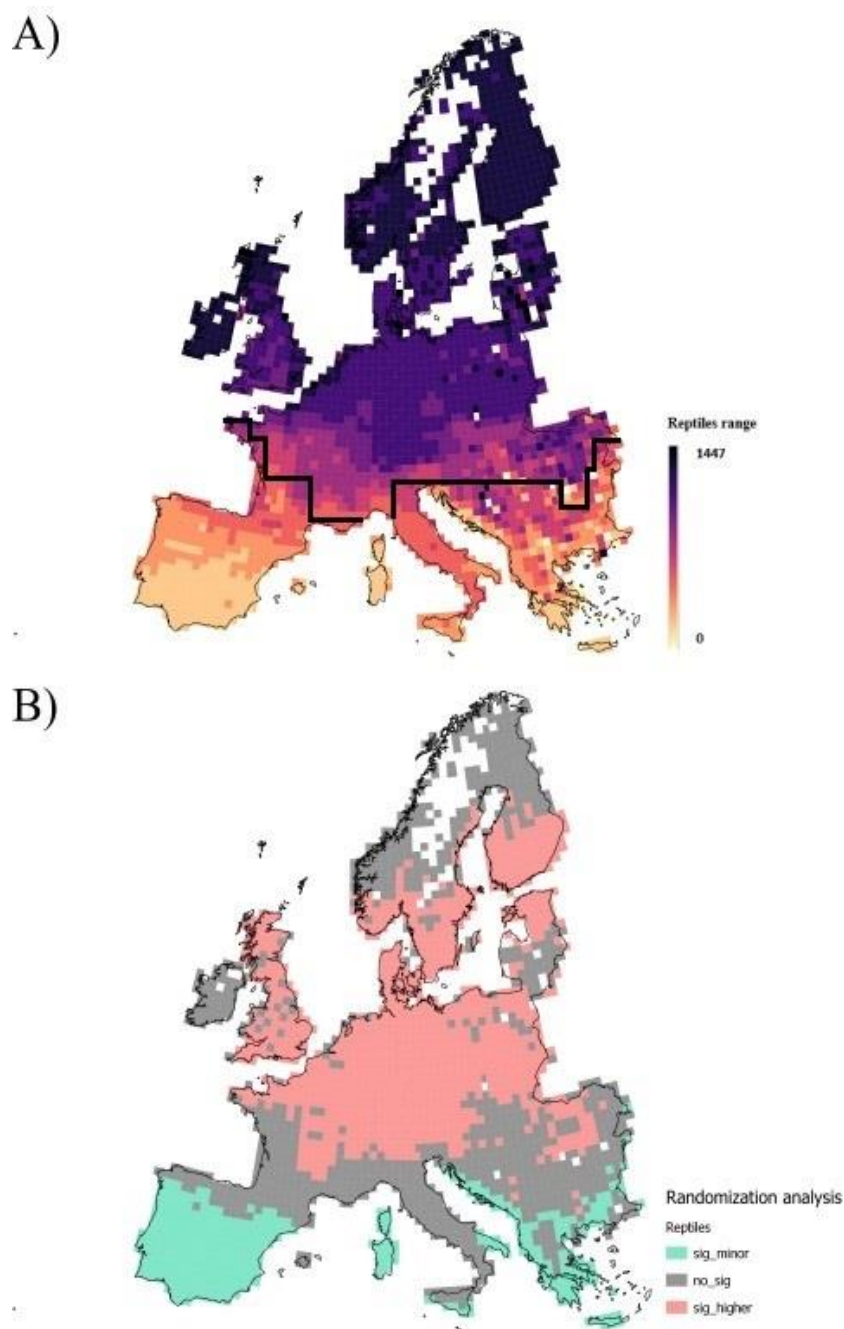 A)
Reptiles range
1447
0
B)
Randomization analysis
Reptiles
sig_minor
no_sig
sig_higher